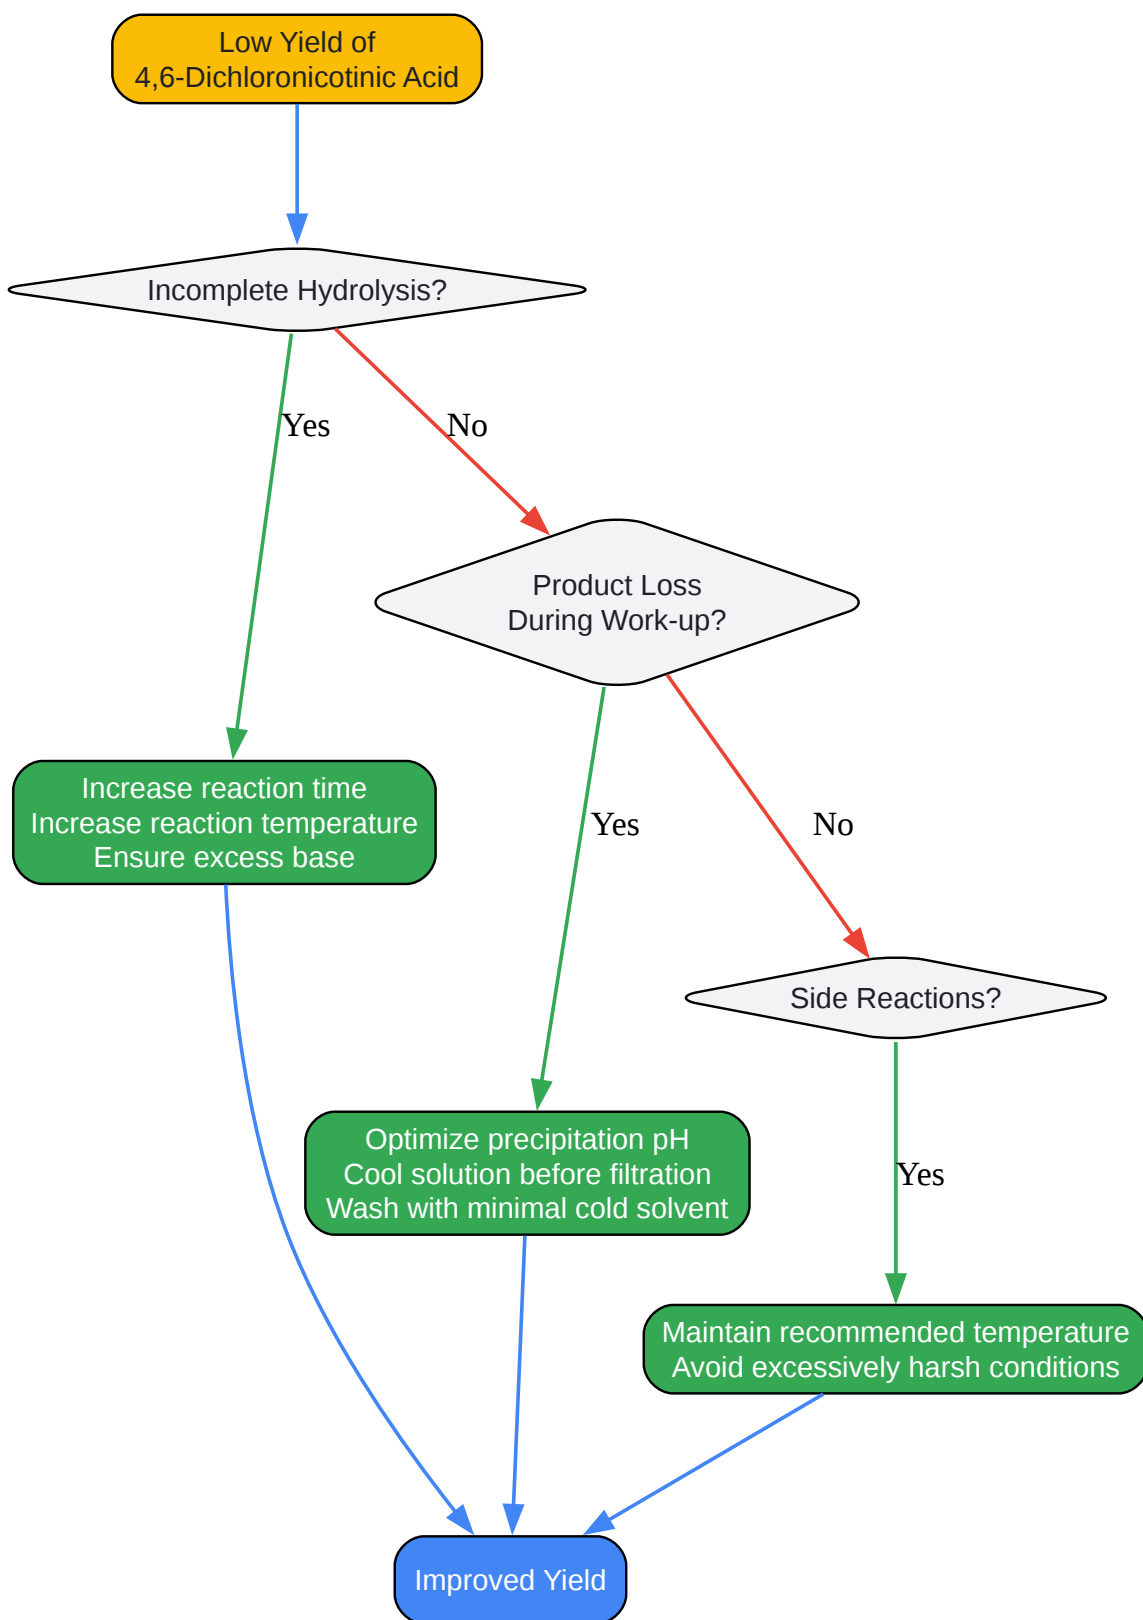 Low Yield of
4,6-Dichloronicotinic Acid
Incomplete Hydrolysis?
Yes
No
Product Loss
During Work-up?
Increase reaction time
Increase reaction temperature
Ensure excess base
Yes
No
Side Reactions?
Optimize precipitation pH
Cool solution before filtration
Wash with minimal cold solvent
Yes
Maintain recommended temperature
Avoid excessively harsh conditions
Improved Yield